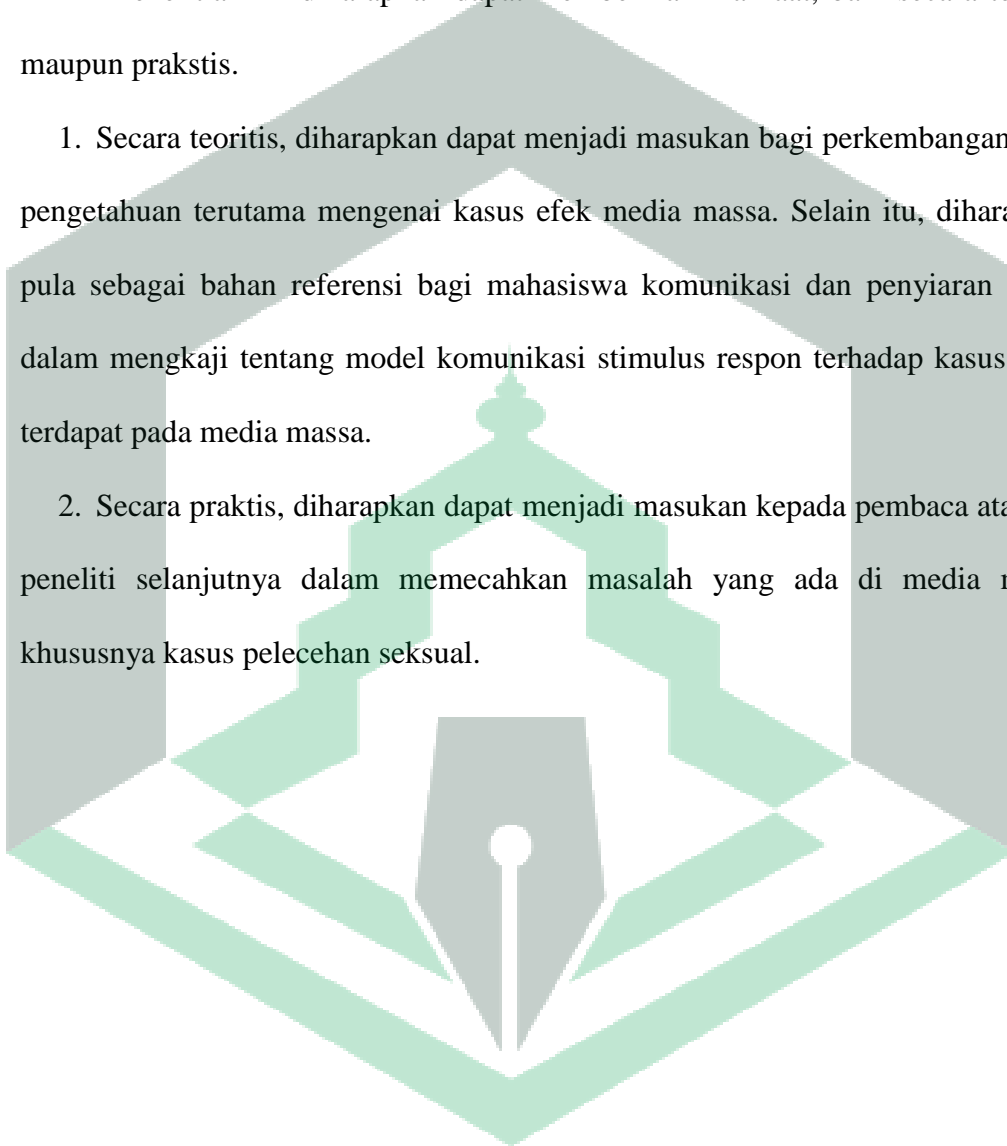 maupun prakstis.
1. Secara teoritis, diharapkan dapat menjadi masukan bagi perkembangan
pengetahuan terutama mengenai kasus efek media massa. Selain itu,
pula sebagai bahan referensi bagi mahasiswa komunikasi dan penyiaran
dalam mengkaji tentang model komunikasi stimulus respon terhadap kasus
terdapat pada media massa.
2. Secara praktis, diharapkan dapat menjadi masukan kepada pembaca
peneliti selanjutnya dalam memecahkan masalah yang ada di media
khususnya kasus pelecehan seksual.